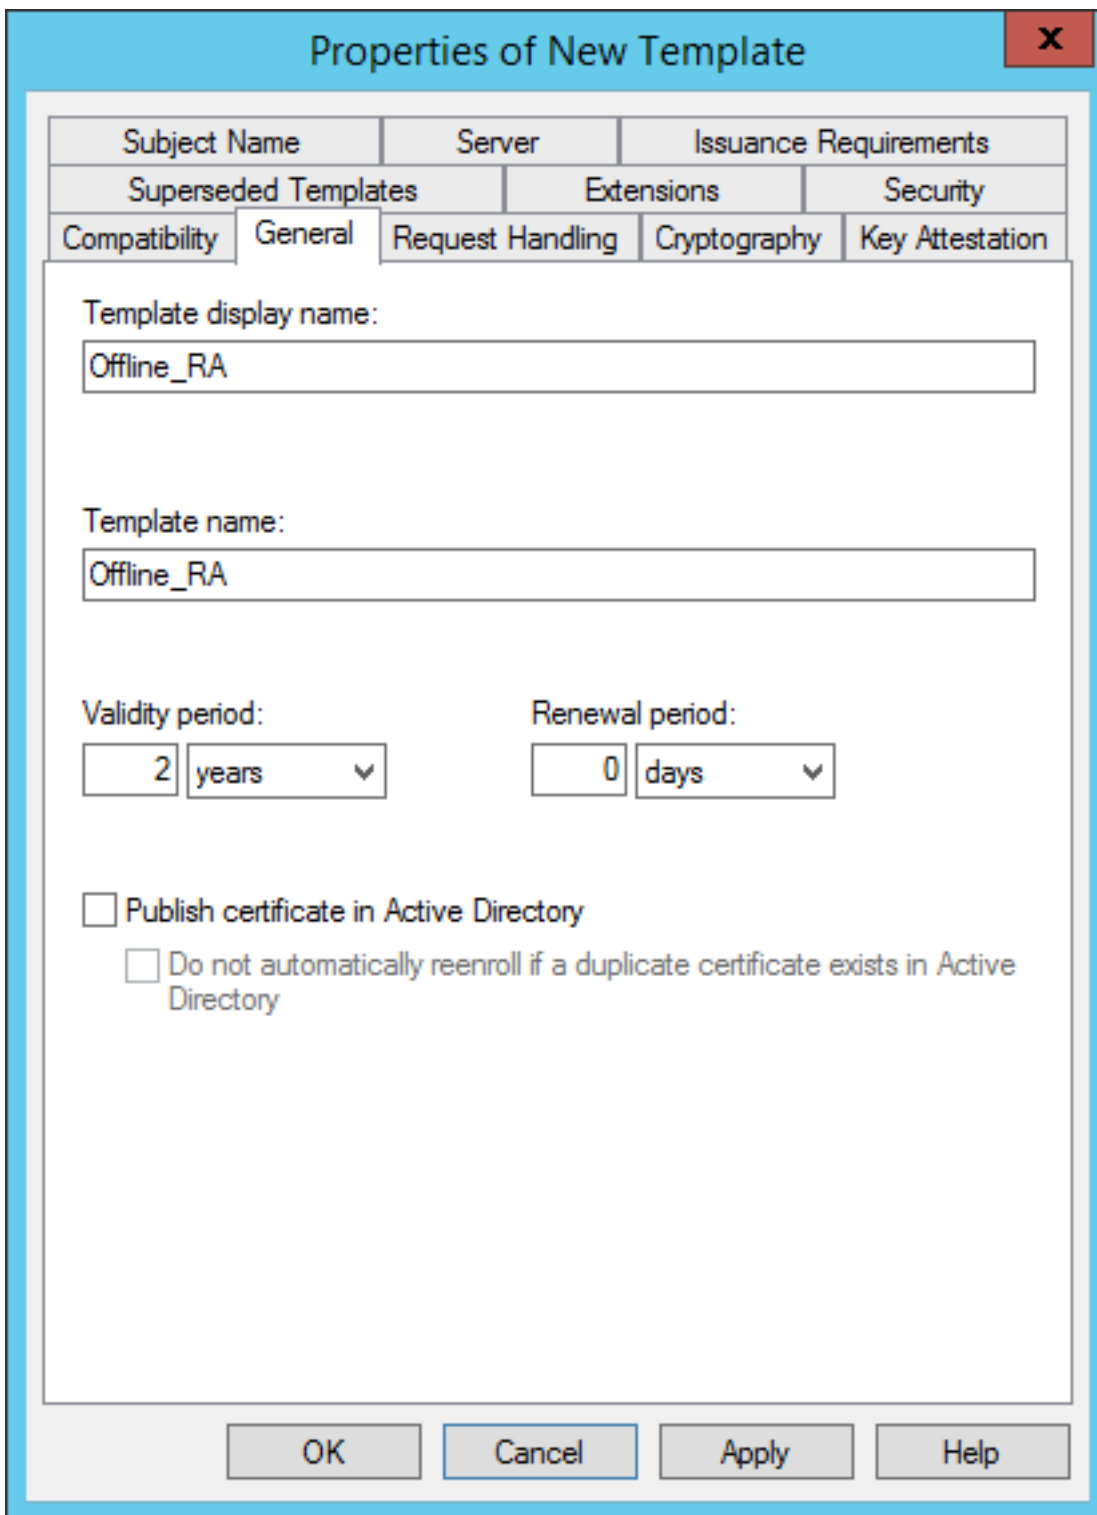 Properties of New Template
x
Subject Name Server Issuance Requirements
Superseded Templates Extensions Security
Compatibility General Request Handling Cryptography Key Attestation
Template display name:
Offline_RA
Template name:
Offline_RA
Validity period: Renewal period:
2 years 0 days
Publish certificate in Active Directory
Do not automatically reenroll if a duplicate certificate exists in Active
Directory
OK Cancel Apply Help